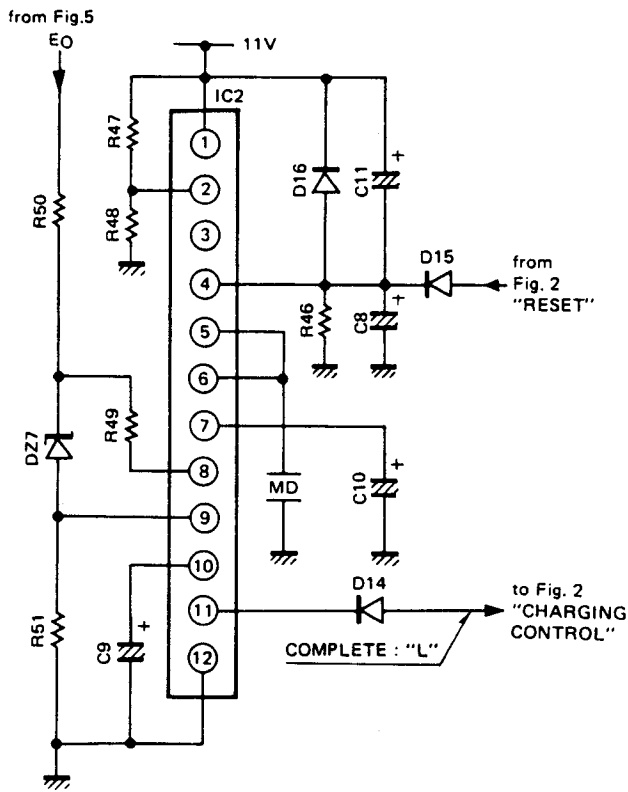 from Fig.5
EO
11V
IC2
R47
R48
R50
D16
C11
D15
from
Fig. 2
"RESET"
R46
C8
R49
DZ7
MD
C10
R51
C9
D14
to Fig. 2
"CHARGING
CONTROL"
COMPLETE : "L"
1
2
3
4
5
6
7
8
9
10
11
12
+
+
+
+